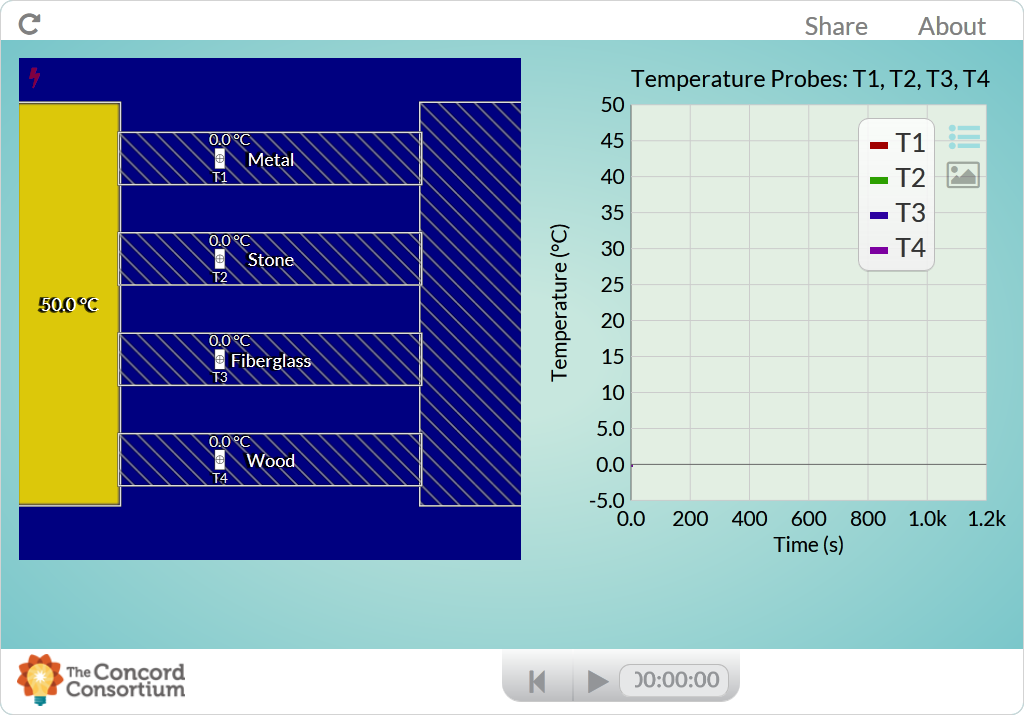 Share About
0.0 °C
Metal
T1
0.0 °C
Stone
T2
50.0 °C
0.0 °C
Fiberglass
T3
0.0 °C
Wood
T4
Temperature Probes: T1, T2, T3, T4
50
45
40
35
30
25
20
15
10
5.0
0.0
-5.0
Temperature (°C)
T1
T2
T3
T4
0.0 200 400 600 800 1.0k 1.2k
Time (s)
The Concord
Consortium
00:00:00